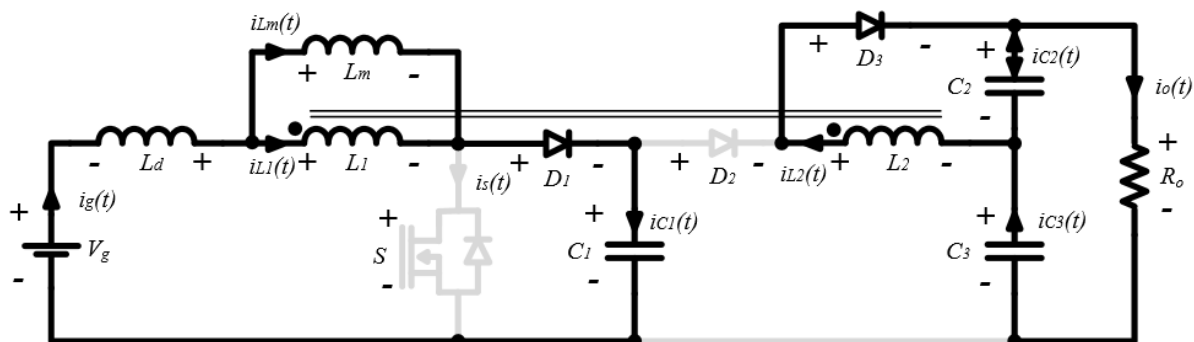 iLm(t)
+ Lm -
+ D3 -
+ iC2(t)
C2
-
io(t)
- Ld +
iL1(t)
+ L1 -
+ D1 -
is(t)
+ D2 -
iL2(t)
+ L2 -
+ ig(t)
Vg
-
+
S
-
+ iC1(t)
C1
-
+ iC3(t)
C3
-
+
Ro
-